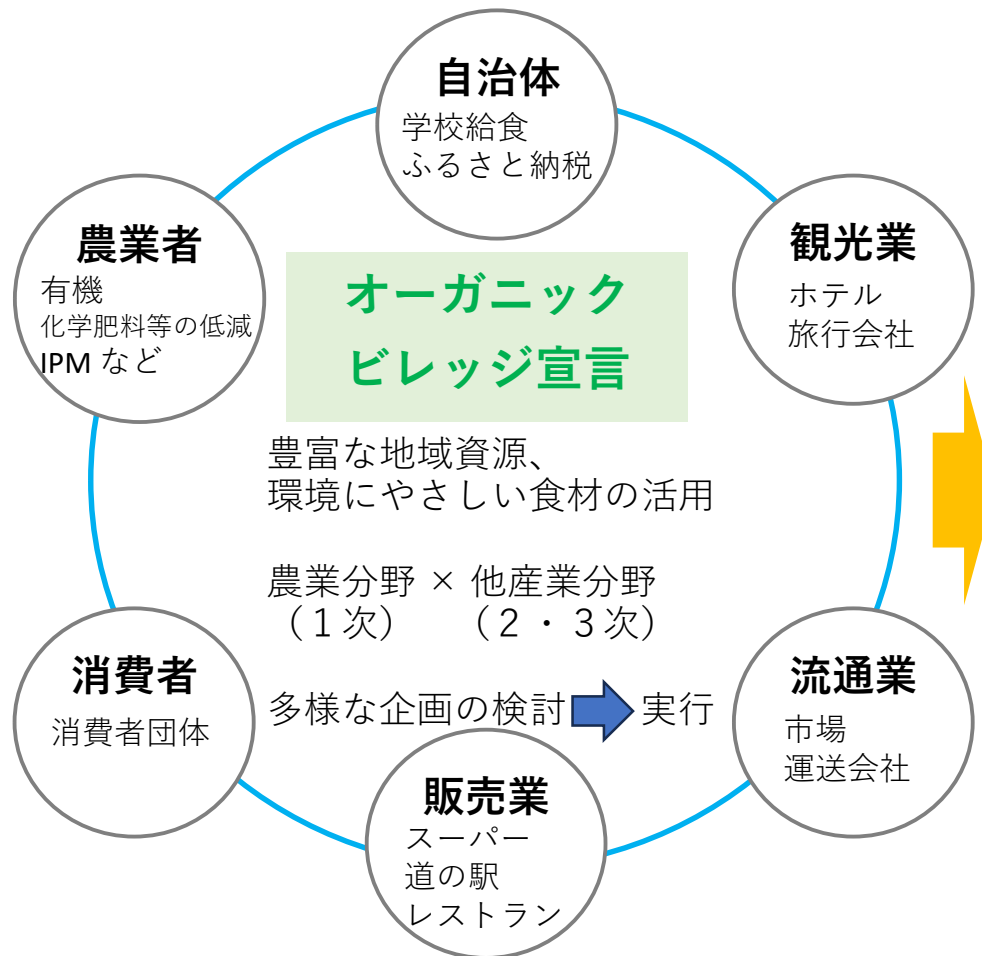 自治体
学校給食
ふるさと納税
農業者
有機
化学肥料等の低減
IPM など
観光業
ホテル
旅行会社
オーガニック
ビレッジ宣言
豊富な地域資源、
環境にやさしい食材の活用
農業分野 × 他産業分野
（１次）　（２・３次）
多様な企画の検討 実行
消費者
消費者団体
流通業
市場
運送会社
販売業
スーパー
道の駅
レストラン